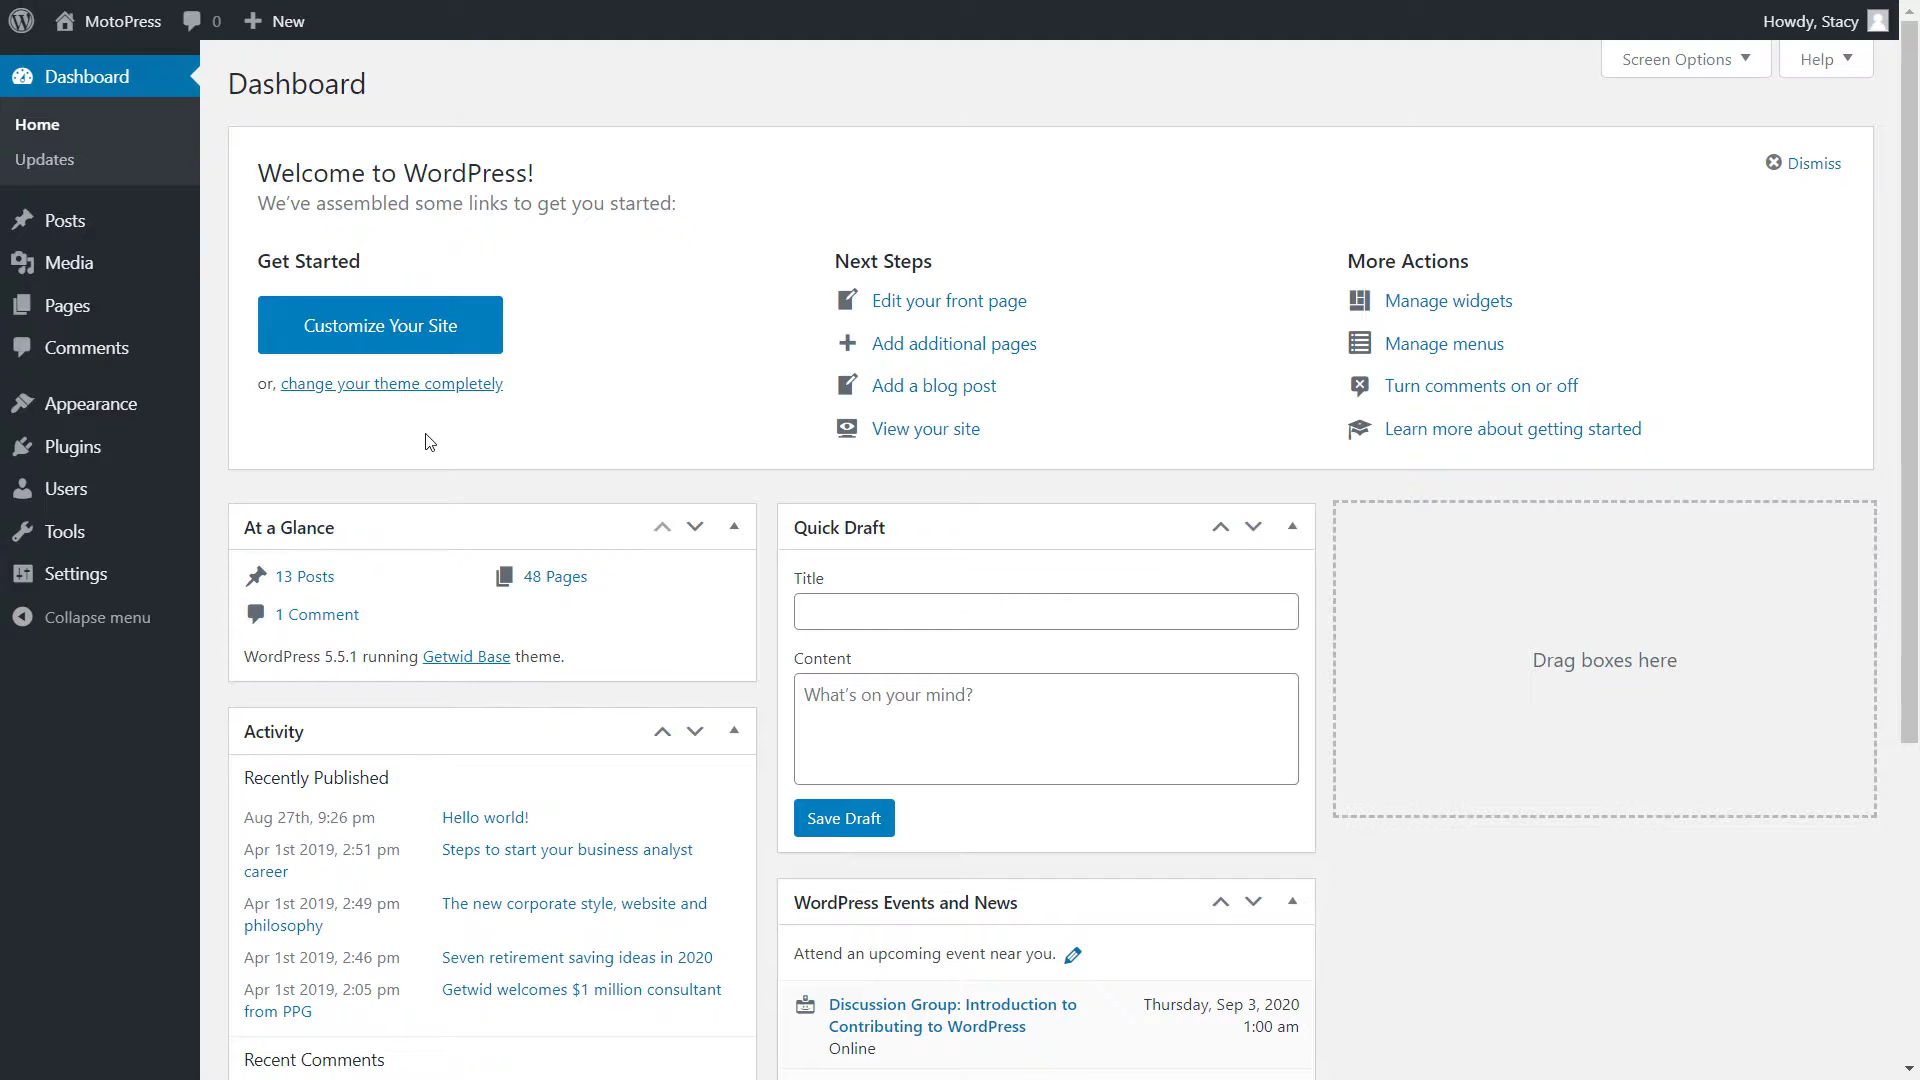 MotoPress 0 New Howdy, Stacy
Dashboard
Home
Updates
Posts
Media
Pages
Comments
Appearance
Plugins
Users
Tools
Settings
Collapse menu
Screen Options Help
Dashboard
Welcome to WordPress!
We've assembled some links to get you started:
Dismiss
Get Started
Customize Your Site
or, change your theme completely
Next Steps
Edit your front page
Add additional pages
Add a blog post
View your site
More Actions
Manage widgets
Manage menus
Turn comments on or off
Learn more about getting started
At a Glance
13 Posts 48 Pages
1 Comment
WordPress 5.5.1 running Getwid Base theme.
Activity
Recently Published
Aug 27th, 9:26 pm Hello world!
Apr 1st 2019, 2:51 pm Steps to start your business analyst
career
Apr 1st 2019, 2:49 pm The new corporate style, website and
philosophy
Apr 1st 2019, 2:46 pm Seven retirement saving ideas in 2020
Apr 1st 2019, 2:05 pm Getwid welcomes $1 million consultant
from PPG
Recent Comments
Quick Draft
Title
Content
What's on your mind?
Save Draft
WordPress Events and News
Attend an upcoming event near you.
Discussion Group: Introduction to Thursday, Sep 3, 2020
Contributing to WordPress 1:00 am
Online
Drag boxes here